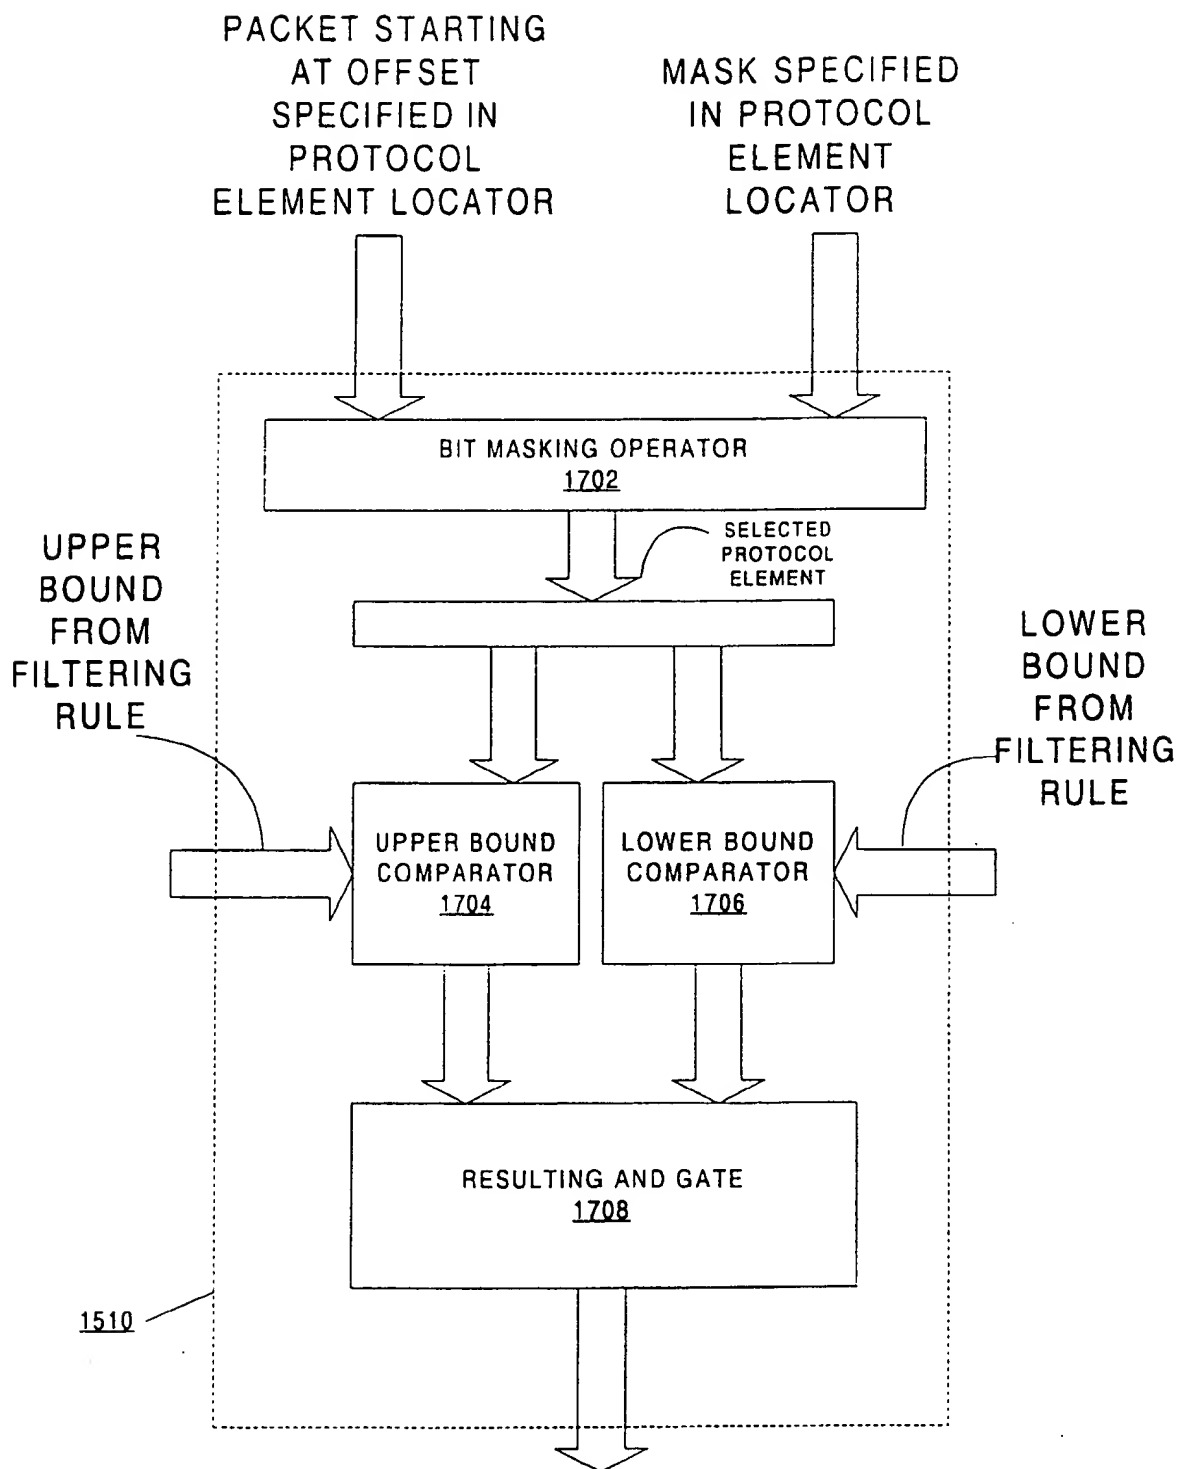 PACKET STARTING
AT OFFSET
SPECIFIED IN
PROTOCOL
ELEMENT LOCATOR
MASK SPECIFIED
IN PROTOCOL
ELEMENT
LOCATOR
BIT MASKING OPERATOR
1702
SELECTED
PROTOCOL
ELEMENT
UPPER
BOUND
FROM
FILTERING
RULE
LOWER
BOUND
FROM
FILTERING
RULE
UPPER BOUND
COMPARATOR
1704
LOWER BOUND
COMPARATOR
1706
RESULTING AND GATE
1708
1510